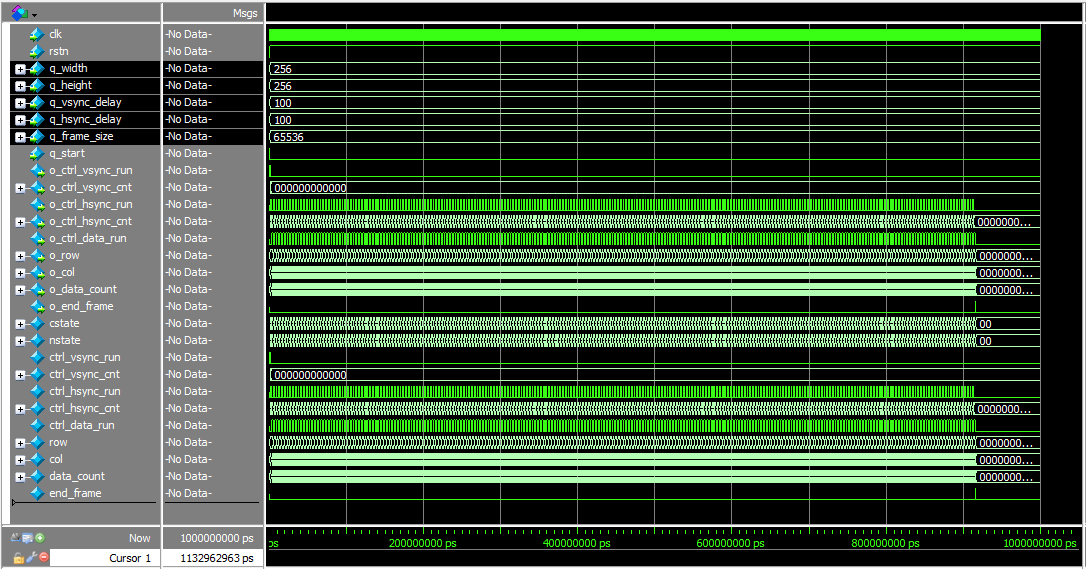 Msgs
clk -No Data-
rstn -No Data-
q_width -No Data- 256
q_height -No Data- 256
q_vsync_delay -No Data- 100
q_hsync_delay -No Data- 100
q_frame_size -No Data- 65536
q_start -No Data-
o_ctrl_vsync_run -No Data-
o_ctrl_vsync_cnt -No Data- 000000000000
o_ctrl_hsync_run -No Data-
o_ctrl_hsync_cnt -No Data- 0000000...
o_ctrl_data_run -No Data-
o_row -No Data- 0000000...
o_col -No Data- 0000000...
o_data_count -No Data- 0000000...
o_end_frame -No Data-
cstate -No Data- 00
nstate -No Data- 00
ctrl_vsync_run -No Data-
ctrl_vsync_cnt -No Data- 000000000000
ctrl_hsync_run -No Data-
ctrl_hsync_cnt -No Data- 0000000...
ctrl_data_run -No Data-
row -No Data- 0000000...
col -No Data- 0000000...
data_count -No Data- 0000000...
end_frame -No Data-
Now 1000000000 ps ps 200000000 ps 400000000 ps 600000000 ps 800000000 ps 1000000000 ps
Cursor 1 1132962963 ps